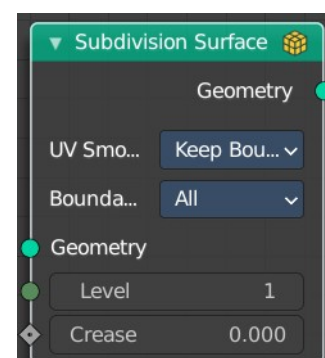 Subdivision Surface
Geometry
UV Smo... Keep Bou...
Bounda... All
Geometry
Level 1
Crease 0.000